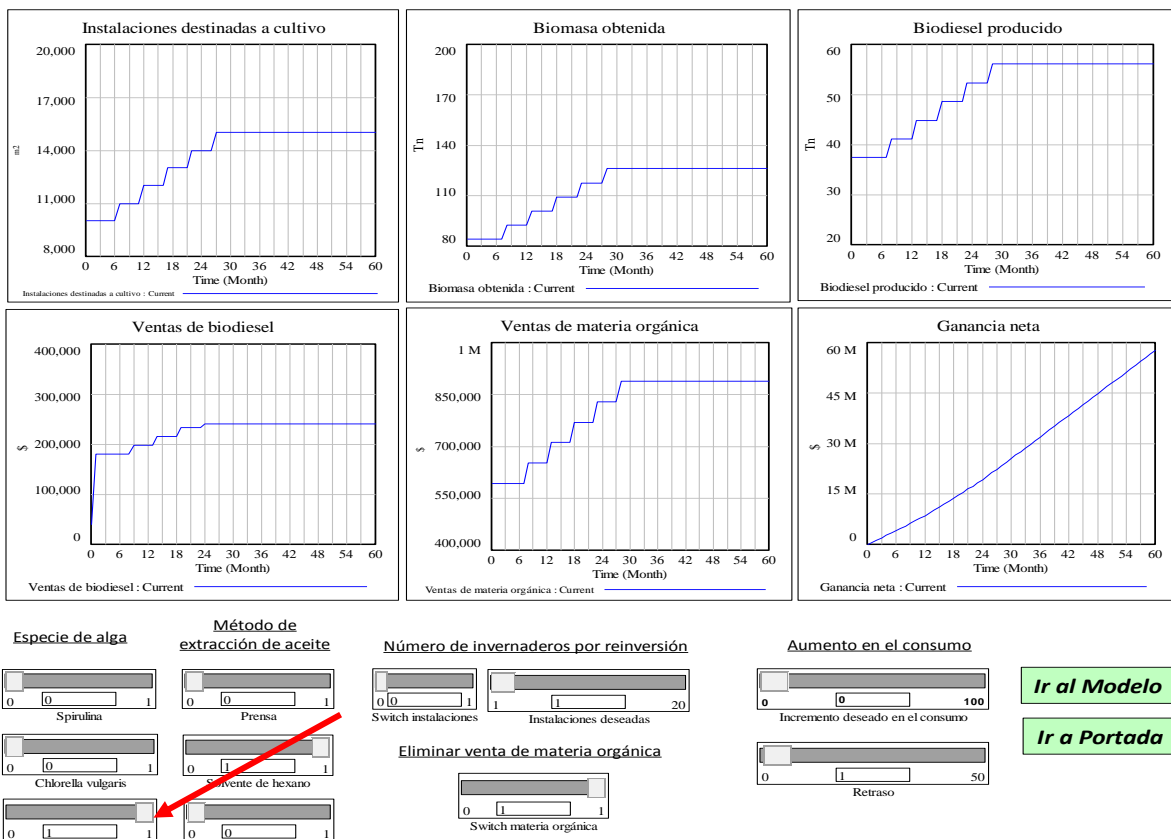 Instalaciones destinadas a cultivo
20,000
17,000
14,000
11,000
8,000
m2
0 6 12 18 24 30 36 42 48 54 60
Time (Month)
Instalaciones destinadas a cultivo : Current
Biomasa obtenida
200
170
140
110
80
Tn
0 6 12 18 24 30 36 42 48 54 60
Time (Month)
Biomasa obtenida : Current
Biodiesel producido
60
50
40
30
20
Tn
0 6 12 18 24 30 36 42 48 54 60
Time (Month)
Biodiesel producido : Current
Ventas de biodiesel
400,000
300,000
200,000
100,000
0
$
0 6 12 18 24 30 36 42 48 54 60
Time (Month)
Ventas de biodiesel : Current
Ventas de materia orgánica
1 M
850,000
700,000
550,000
400,000
$
0 6 12 18 24 30 36 42 48 54 60
Time (Month)
Ventas de materia orgánica : Current
Ganancia neta
60 M
45 M
30 M
15 M
0
$
0 6 12 18 24 30 36 42 48 54 60
Time (Month)
Ganancia neta : Current
Especie de alga
0 0 1
Spirulina
0 0 1
Chlorella vulgaris
0 1 1
Método de
extracción de aceite
0 0 1
Prensa
0 1 1
Solvente de hexano
0 0 1
Número de invernaderos por reinversión
0 0 1
Switch instalaciones
1 1 20
Instalaciones deseadas
Eliminar venta de materia orgánica
0 1 1
Switch materia orgánica
Aumento en el consumo
0 0 100
Incremento deseado en el consumo
0 1 50
Retraso
Ir al Modelo
Ir a Portada